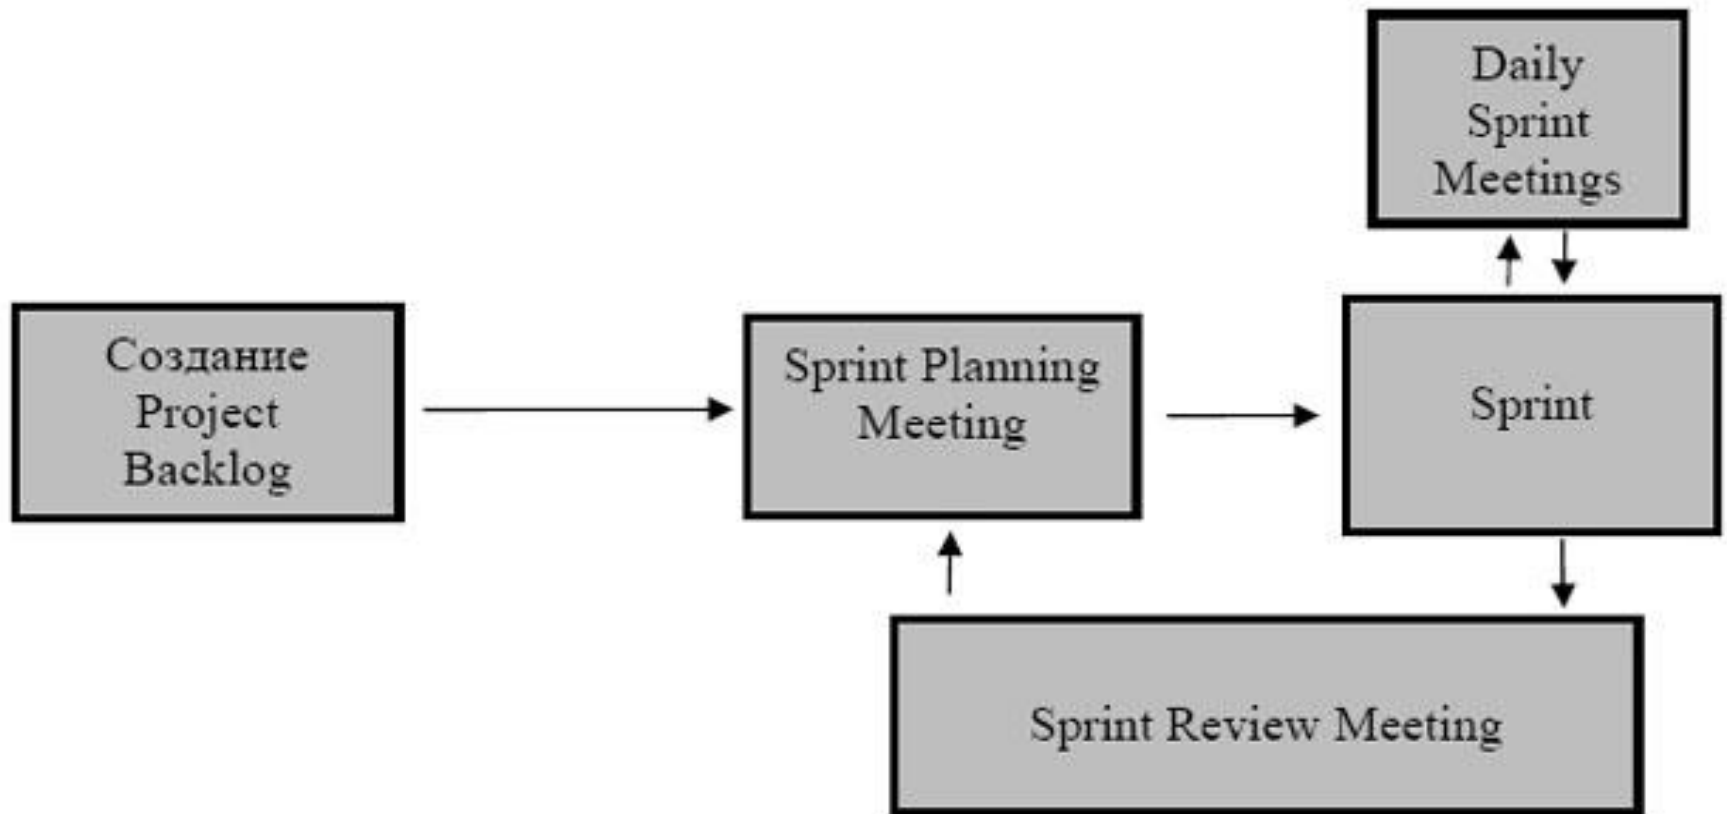 Daily
Sprint
Meetings
Создание
Project
Backlog
Sprint Planning
Meeting
Sprint
Sprint Review Meeting